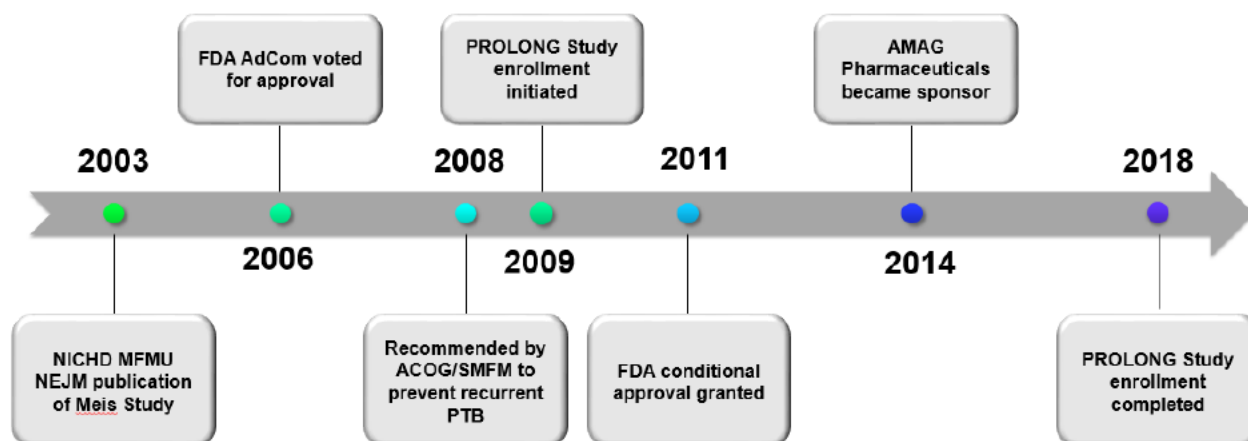 FDA AdCom voted
for approval
PROLONG Study
enrollment
initiated
AMAG
Pharmaceuticals
became sponsor
2003
2008
2011
2018
2006
2009
2014
NICHD MFMU
NEJM publication
of Meis Study
Recommended by
ACOG/SMFM to
prevent recurrent
PTB
FDA conditional
approval granted
PROLONG Study
enrollment
completed